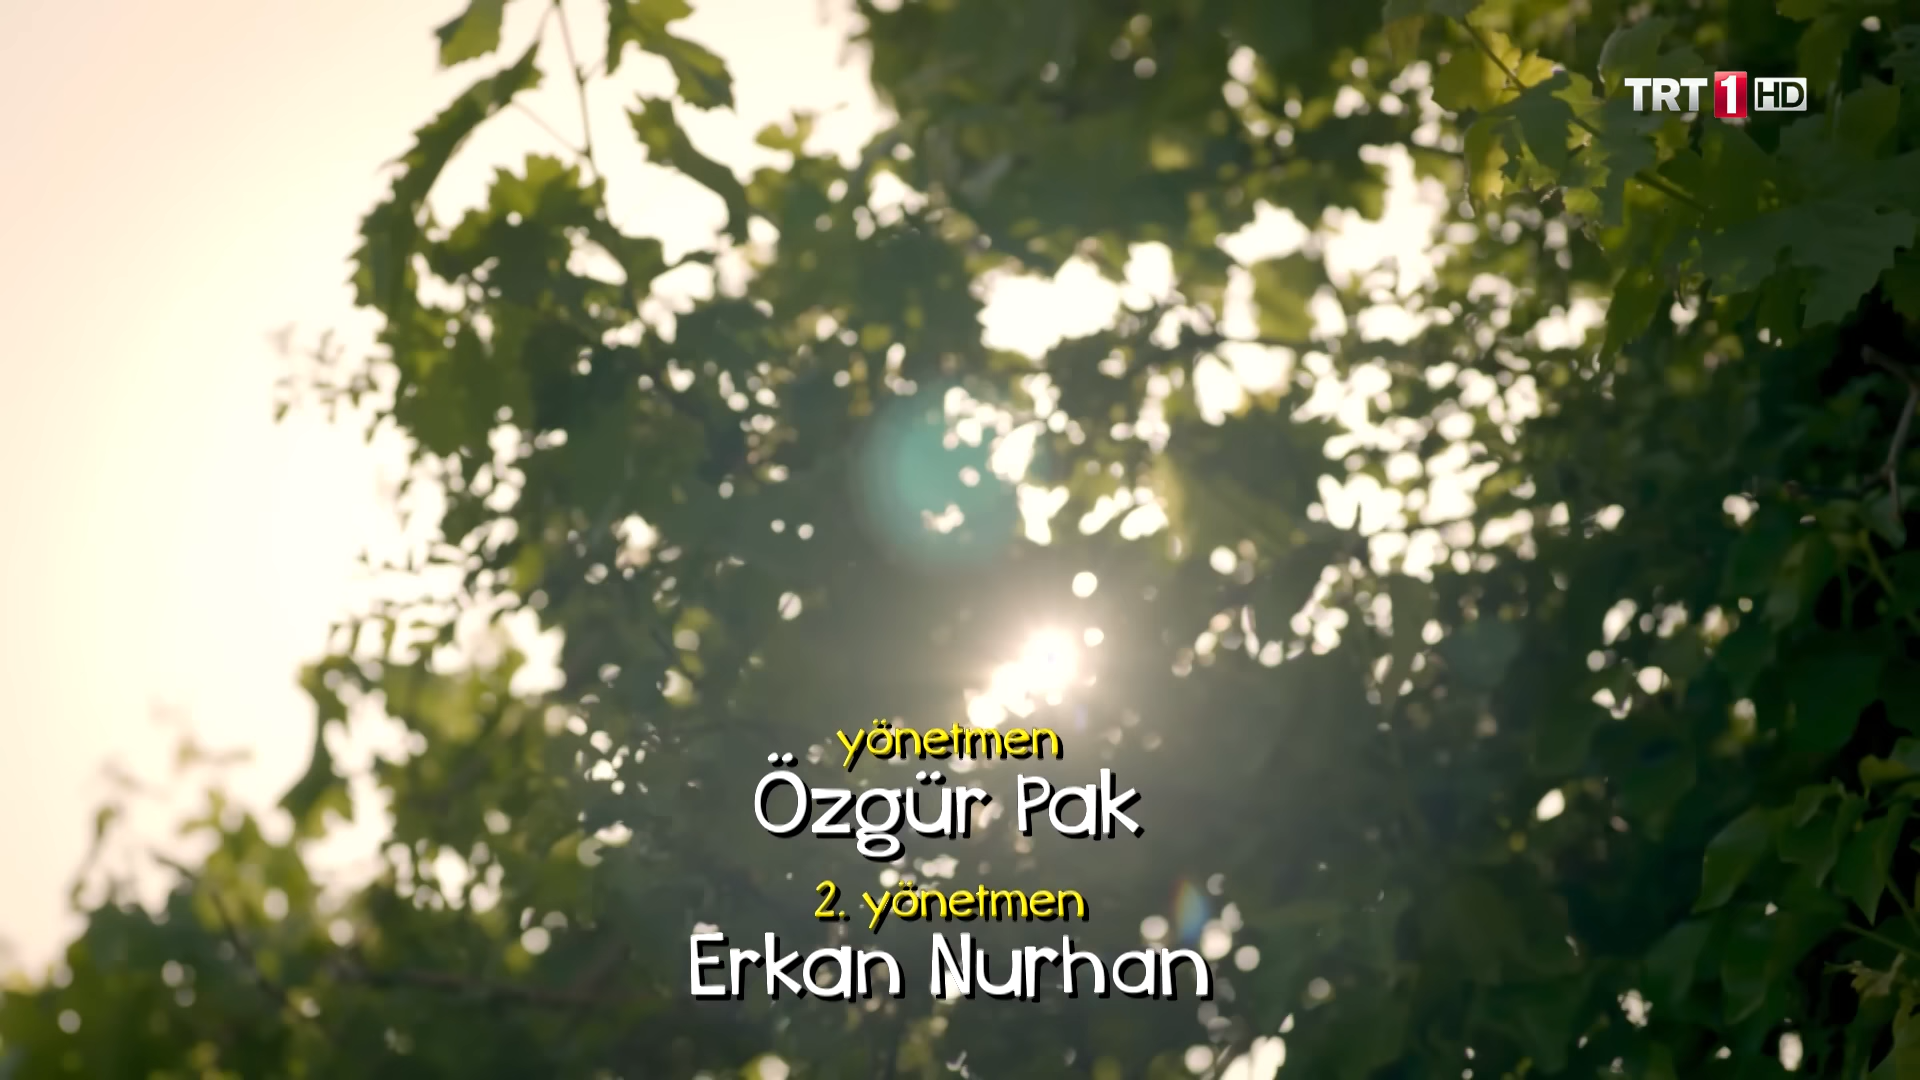 TRT 1 HD
yönetmen
Özgür Pak
2. yönetmen
Erkan Nurhan